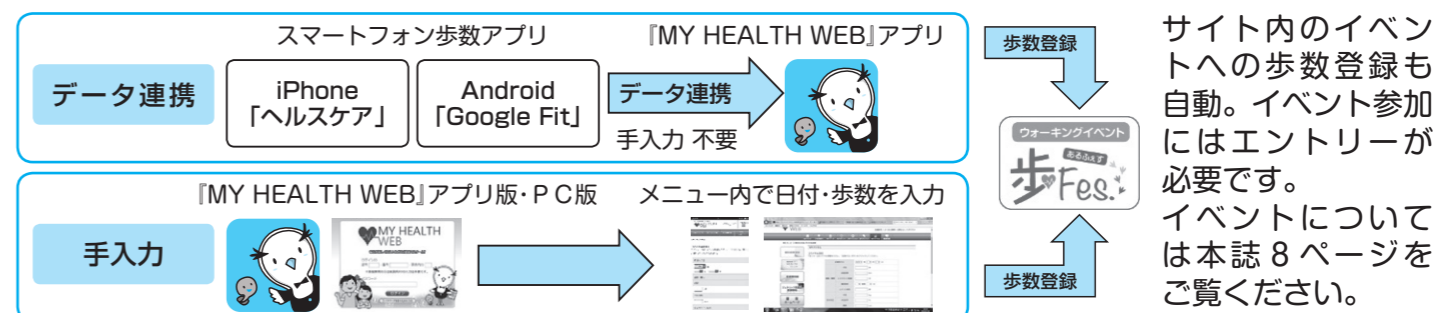 スマートフォン歩数アプリ
『MY HEALTH WEB』アプリ
データ連携
iPhone
「ヘルスケア」
Android
「Google Fit」
データ連携
手入力 不要
歩数登録
『MY HEALTH WEB』アプリ版・PC版
メニュー内で日付・歩数を入力
手入力
MY HEALTH
WEB
歩数登録
ウォーキングイベント
あるふぇす
歩Fes.
サイト内のイベン
トへの歩数登録も
自動。イベント参加
にはエントリーが
必要です。
イベントについて
は本誌8ページを
ご覧ください。